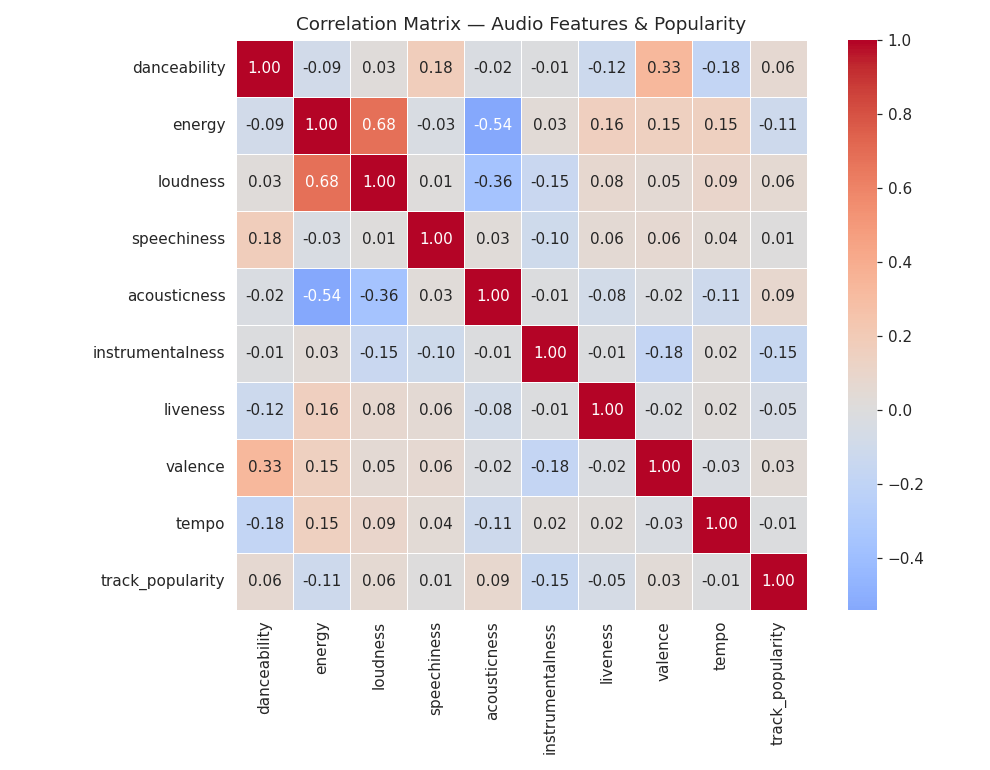 Correlation Matrix — Audio Features & Popularity
danceability 1.00 -0.09 0.03 0.18 -0.02 -0.01 -0.12 0.33 -0.18 0.06
energy -0.09 1.00 0.68 -0.03 -0.54 0.03 0.16 0.15 0.15 -0.11
loudness 0.03 0.68 1.00 0.01 -0.36 -0.15 0.08 0.05 0.09 0.06
speechiness 0.18 -0.03 0.01 1.00 0.03 -0.10 0.06 0.06 0.04 0.01
acousticness -0.02 -0.54 -0.36 0.03 1.00 -0.01 -0.08 -0.02 -0.11 0.09
instrumentalness -0.01 0.03 -0.15 -0.10 -0.01 1.00 -0.01 -0.18 0.02 -0.15
liveness -0.12 0.16 0.08 0.06 -0.08 -0.01 1.00 -0.02 0.02 -0.05
valence 0.33 0.15 0.05 0.06 -0.02 -0.18 -0.02 1.00 -0.03 0.03
tempo -0.18 0.15 0.09 0.04 -0.11 0.02 0.02 -0.03 1.00 -0.01
track_popularity 0.06 -0.11 0.06 0.01 0.09 -0.15 -0.05 0.03 -0.01 1.00
danceability
energy
loudness
speechiness
acousticness
instrumentalness
liveness
valence
tempo
track_popularity
1.0
0.8
0.6
0.4
0.2
0.0
−0.2
−0.4